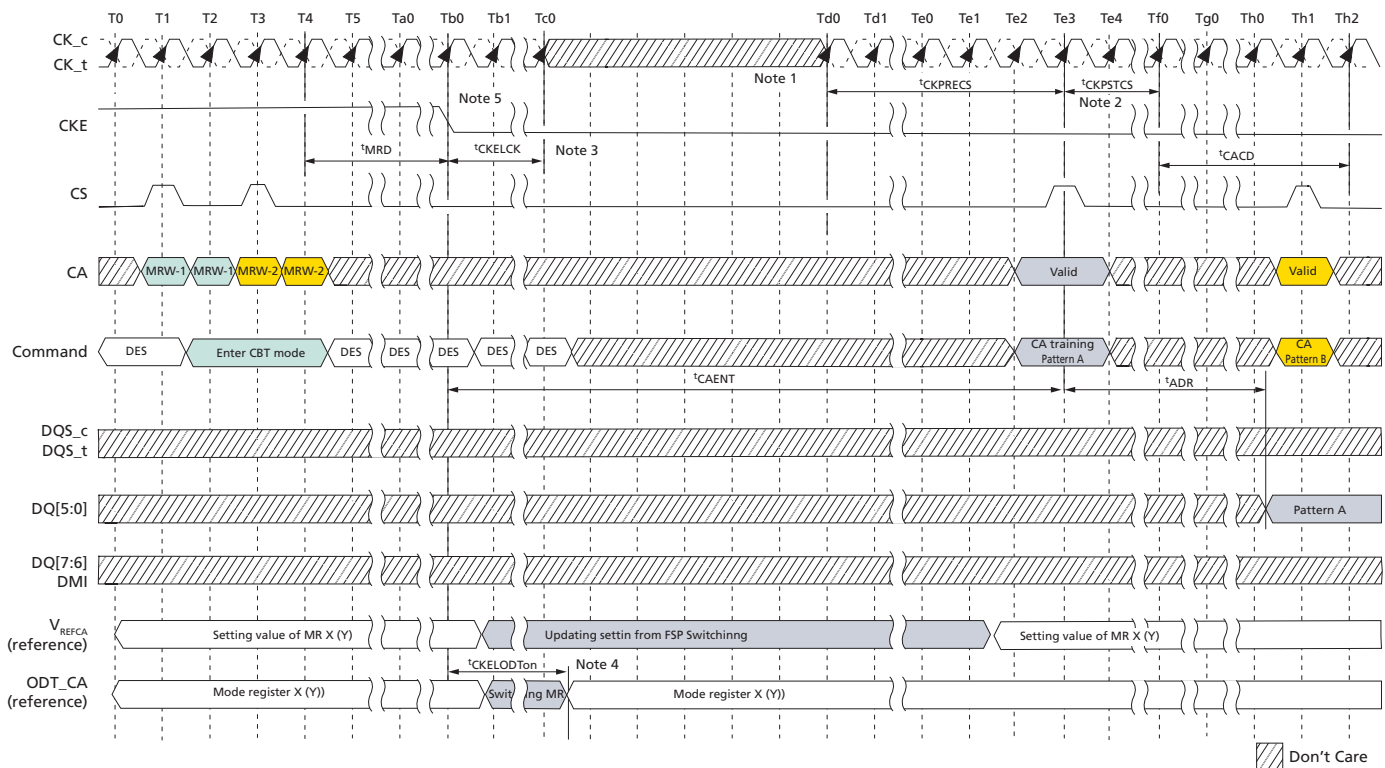 T0 T1 T2 T3 T4 T5 Ta0 Tb0 Tb1 Tc0 Td0 Td1 Te0 Te1 Te2 Te3 Te4 Tf0 Tg0 Th0 Th1 Th2
CK_c
CK_t
Note 1
tCKPRECS
tCKPSTCS
Note 2
Note 5
CKE
tMRD
tCKELCK
Note 3
tCACD
CS
CA
MRW-1 MRW-1 MRW-2 MRW-2 Valid Valid
Command
DES Enter CBT mode DES DES DES DES DES
CA training
Pattern A
CA
Pattern B
tCAENT
tADR
DQS_c
DQS_t
DQ[5:0]
Pattern A
DQ[7:6]
DMI
VREFCA
(reference)
Setting value of MR X (Y) Updating settin from FSP Switchinng Setting value of MR X (Y)
tCKELODTon
Note 4
ODT_CA
(reference)
Mode register X (Y)) Swit ng MR Mode register X (Y))
Don't Care